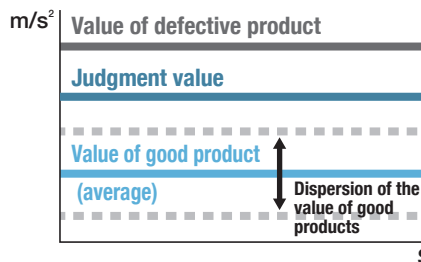 m/s²
Value of defective product
Judgment value
Value of good product
(average)
Dispersion of the
value of good
products